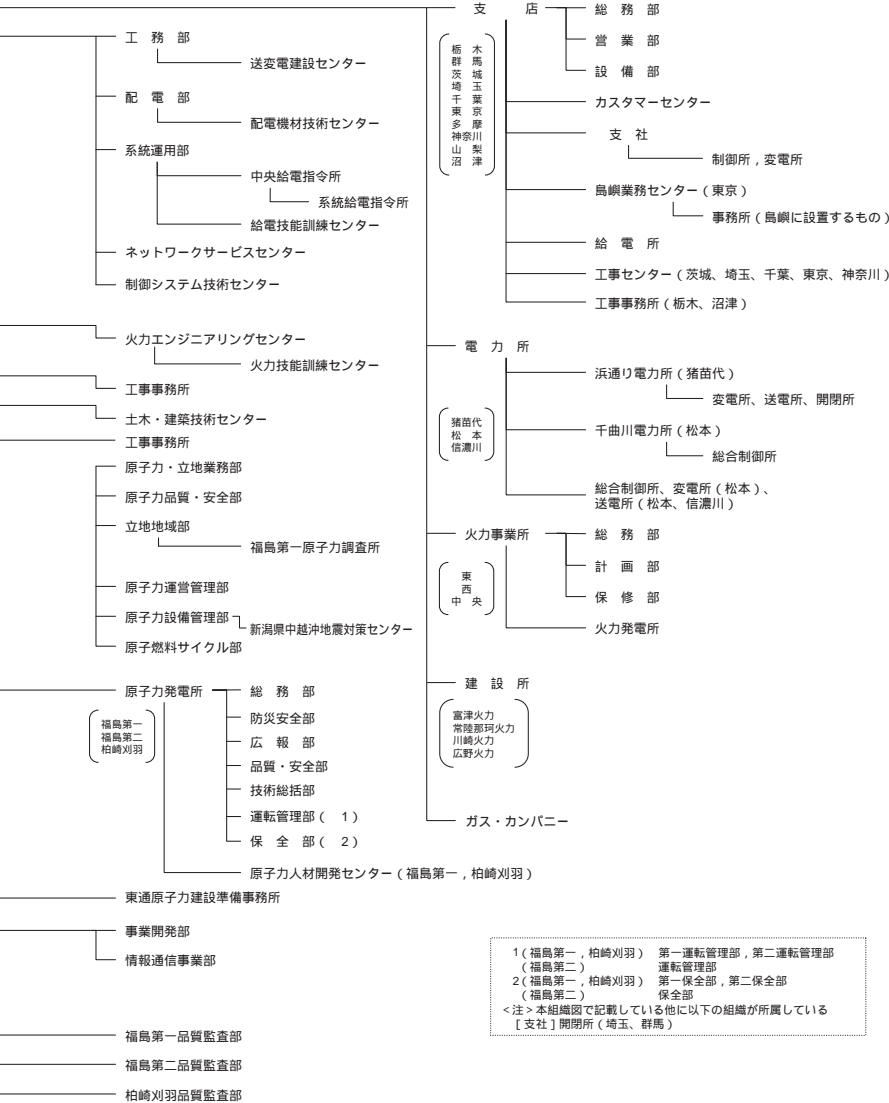 工 務 部
送変電建設センター
配 電 部
配電機材技術センター
系統運用部
中央給電指令所
系統給電指令所
給電技能訓練センター
ネットワークサービスセンター
制御システム技術センター
火力エンジニアリングセンター
火力技能訓練センター
工事事務所
土木・建築技術センター
工事事務所
原子力・立地業務部
原子力品質・安全部
立地地域部
福島第一原子力調査所
原子力運営管理部
原子力設備管理部
新潟県中越沖地震対策センター
原子燃料サイクル部
原子力発電所
福島第一
福島第二
柏崎刈羽
総 務 部
防災安全部
広 報 部
品質・安全部
技術総括部
運転管理部( 1)
保 全 部( 2)
原子力人材開発センター(福島第一,柏崎刈羽)
東通原子力建設準備事務所
事業開発部
情報通信事業部
福島第一品質監査部
福島第二品質監査部
柏崎刈羽品質監査部
支 店
栃 木
群 馬
茨 城
埼 玉
千 葉
東 京
多 摩
神奈川
山 梨
沼 津
総 務 部
営 業 部
設 備 部
カスタマーセンター
支 社
制御所,変電所
島嶼業務センター(東京)
事務所(島嶼に設置するもの)
給 電 所
工事センター(茨城、埼玉、千葉、東京、神奈川)
工事事務所(栃木、沼津)
電 力 所
猪苗代
松 本
信濃川
浜通り電力所(猪苗代)
変電所、送電所、開閉所
千曲川電力所(松本)
総合制御所
総合制御所、変電所(松本)、
送電所(松本、信濃川)
火力事業所
東
西
中 央
総 務 部
計 画 部
保 修 部
火力発電所
建 設 所
富津火力
常陸那珂火力
川崎火力
広野火力
ガス・カンパニー
1(福島第一,柏崎刈羽) 第一運転管理部,第二運転管理部
(福島第二) 運転管理部
2(福島第一,柏崎刈羽) 第一保全部,第二保全部
(福島第二) 保全部
<注>本組織図で記載している他に以下の組織が所属している
[支社]開閉所(埼玉、群馬)